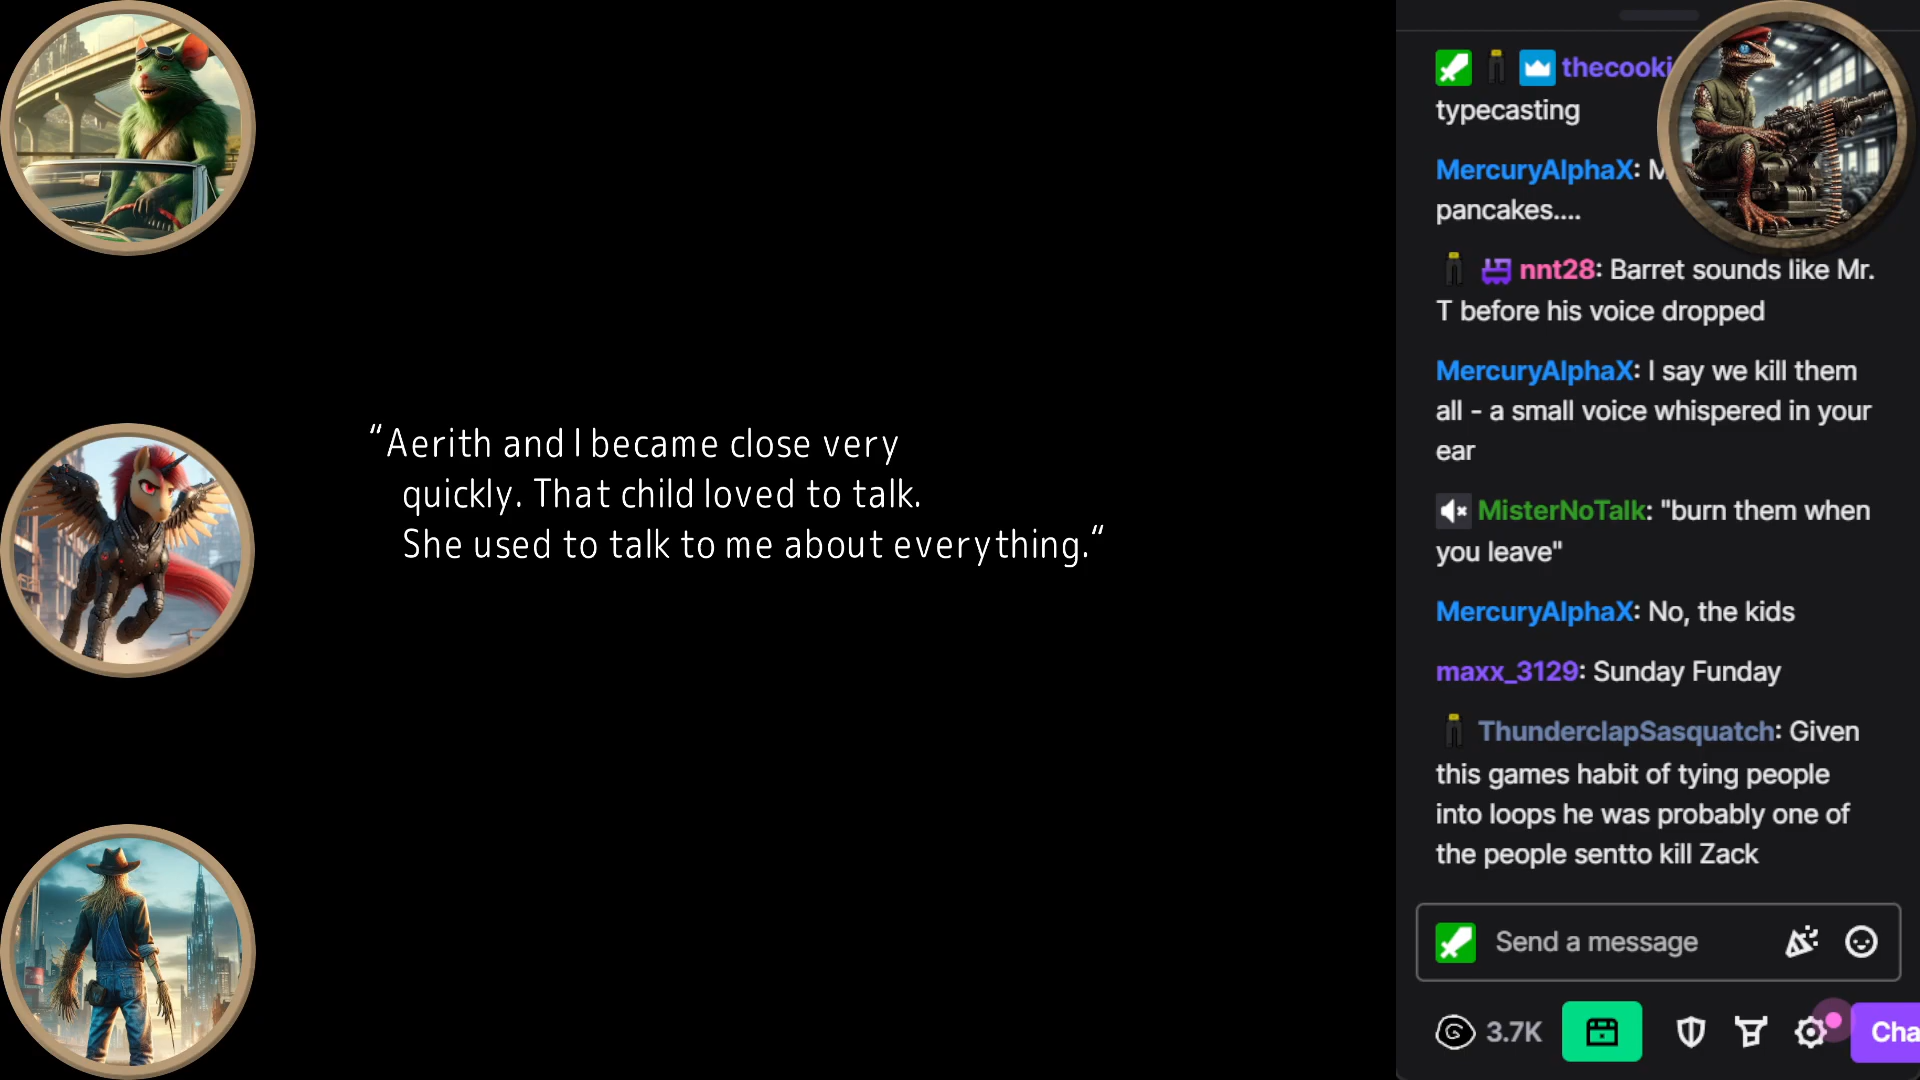 “Aerith and I became close very
quickly. That child loved to talk.
She used to talk to me about everything.“
thecooki
typecasting
MercuryAlphaX: M
pancakes....
nnt28: Barret sounds like Mr.
T before his voice dropped
MercuryAlphaX: I say we kill them
all - a small voice whispered in your
ear
MisterNoTalk: "burn them when
you leave"
MercuryAlphaX: No, the kids
maxx_3129: Sunday Funday
ThunderclapSasquatch: Given
this games habit of tying people
into loops he was probably one of
the people sentto kill Zack
Send a message
3.7K
Cha